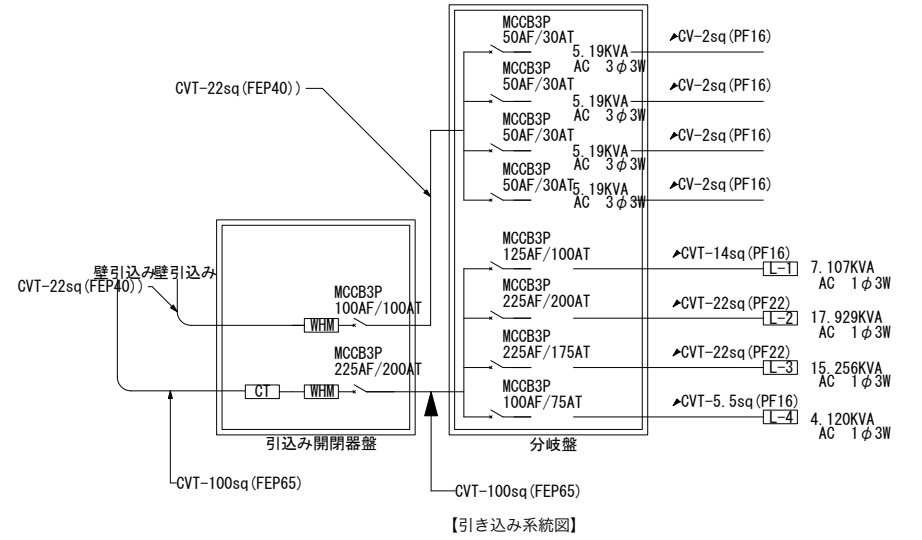 MCCB3P
50AF/30AT
5.19KVA
AC 3φ3W
CV-2sq(PF16)
MCCB3P
50AF/30AT
5.19KVA
AC 3φ3W
CV-2sq(PF16)
MCCB3P
50AF/30AT
5.19KVA
AC 3φ3W
CV-2sq(PF16)
MCCB3P
50AF/30AT
5.19KVA
AC 3φ3W
CV-2sq(PF16)
CVT-22sq(FEP40))
MCCB3P
125AF/100AT
CVT-14sq(PF16)
L-1
7.107KVA
AC 1φ3W
MCCB3P
225AF/200AT
CVT-22sq(PF22)
L-2
17.929KVA
AC 1φ3W
MCCB3P
225AF/175AT
CVT-22sq(PF22)
L-3
15.256KVA
AC 1φ3W
MCCB3P
100AF/75AT
CVT-5.5sq(PF16)
L-4
4.120KVA
AC 1φ3W
壁引込み
壁引込み
CVT-22sq(FEP40))
MCCB3P
100AF/100AT
WHM
MCCB3P
225AF/200AT
CT
WHM
引込み開閉器盤
分岐盤
CVT-100sq(FEP65)
CVT-100sq(FEP65)
【引き込み系統図】